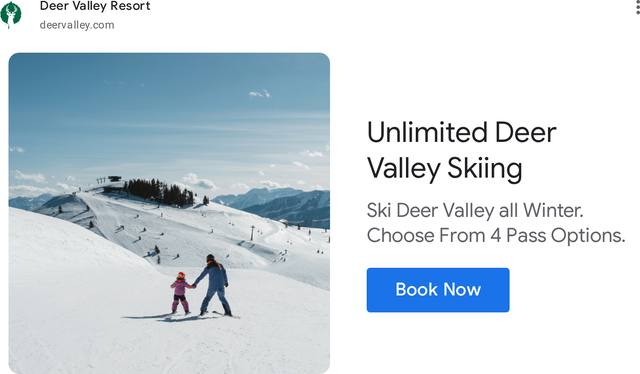 Deer Valley Resort
deervalley.com
Unlimited Deer
Valley Skiing
Ski Deer Valley all Winter.
Choose From 4 Pass Options.
Book Now